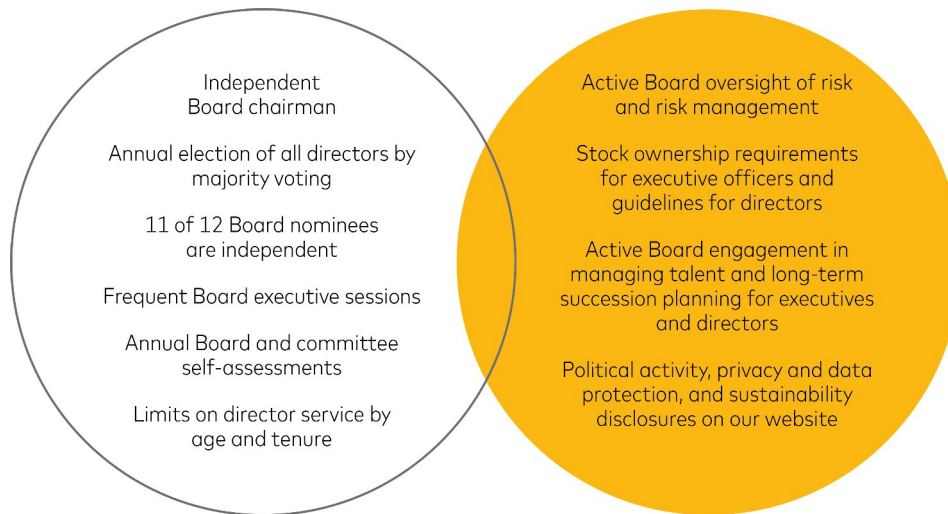 Independent
Board chairman
Annual election of all directors by
majority voting
11 of 12 Board nominees
are independent
Frequent Board executive sessions
Annual Board and committee
self-assessments
Limits on director service by
age and tenure
Active Board oversight of risk
and risk management
Stock ownership requirements
for executive officers and
guidelines for directors
Active Board engagement in
managing talent and long-term
succession planning for executives
and directors
Political activity, privacy and data
protection, and sustainability
disclosures on our website